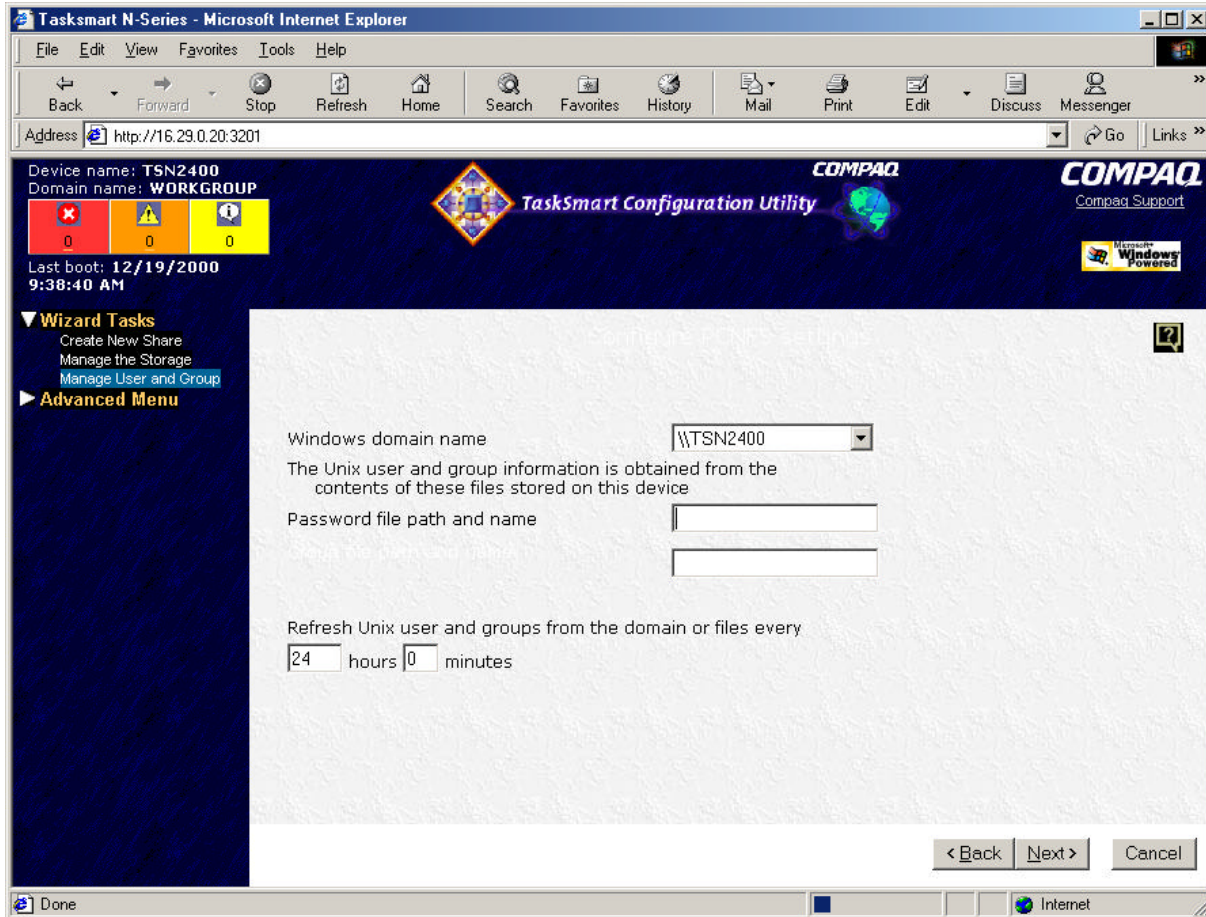 Tasksmart N-Series - Microsoft Internet Explorer
File Edit View Favorites Tools Help
Back Forward Stop Refresh Home Search Favorites History Mail Print Edit Discuss Messenger »
Address http://16.29.0.20:3201 Go Links »
Device name: TSN2400
Domain name: WORKGROUP
0 0 0
Last boot: 12/19/2000
9:38:40 AM
COMPAQ
TaskSmart Configuration Utility
COMPAQ
Compaq Support
Microsoft
Windows
Powered
Wizard Tasks
Create New Share
Manage the Storage
Manage User and Group
Advanced Menu
Windows domain name \\TSN2400
The Unix user and group information is obtained from the
contents of these files stored on this device
Password file path and name
Group file path and name
Refresh Unix user and groups from the domain or files every
24 hours 0 minutes
< Back Next > Cancel
Done Internet